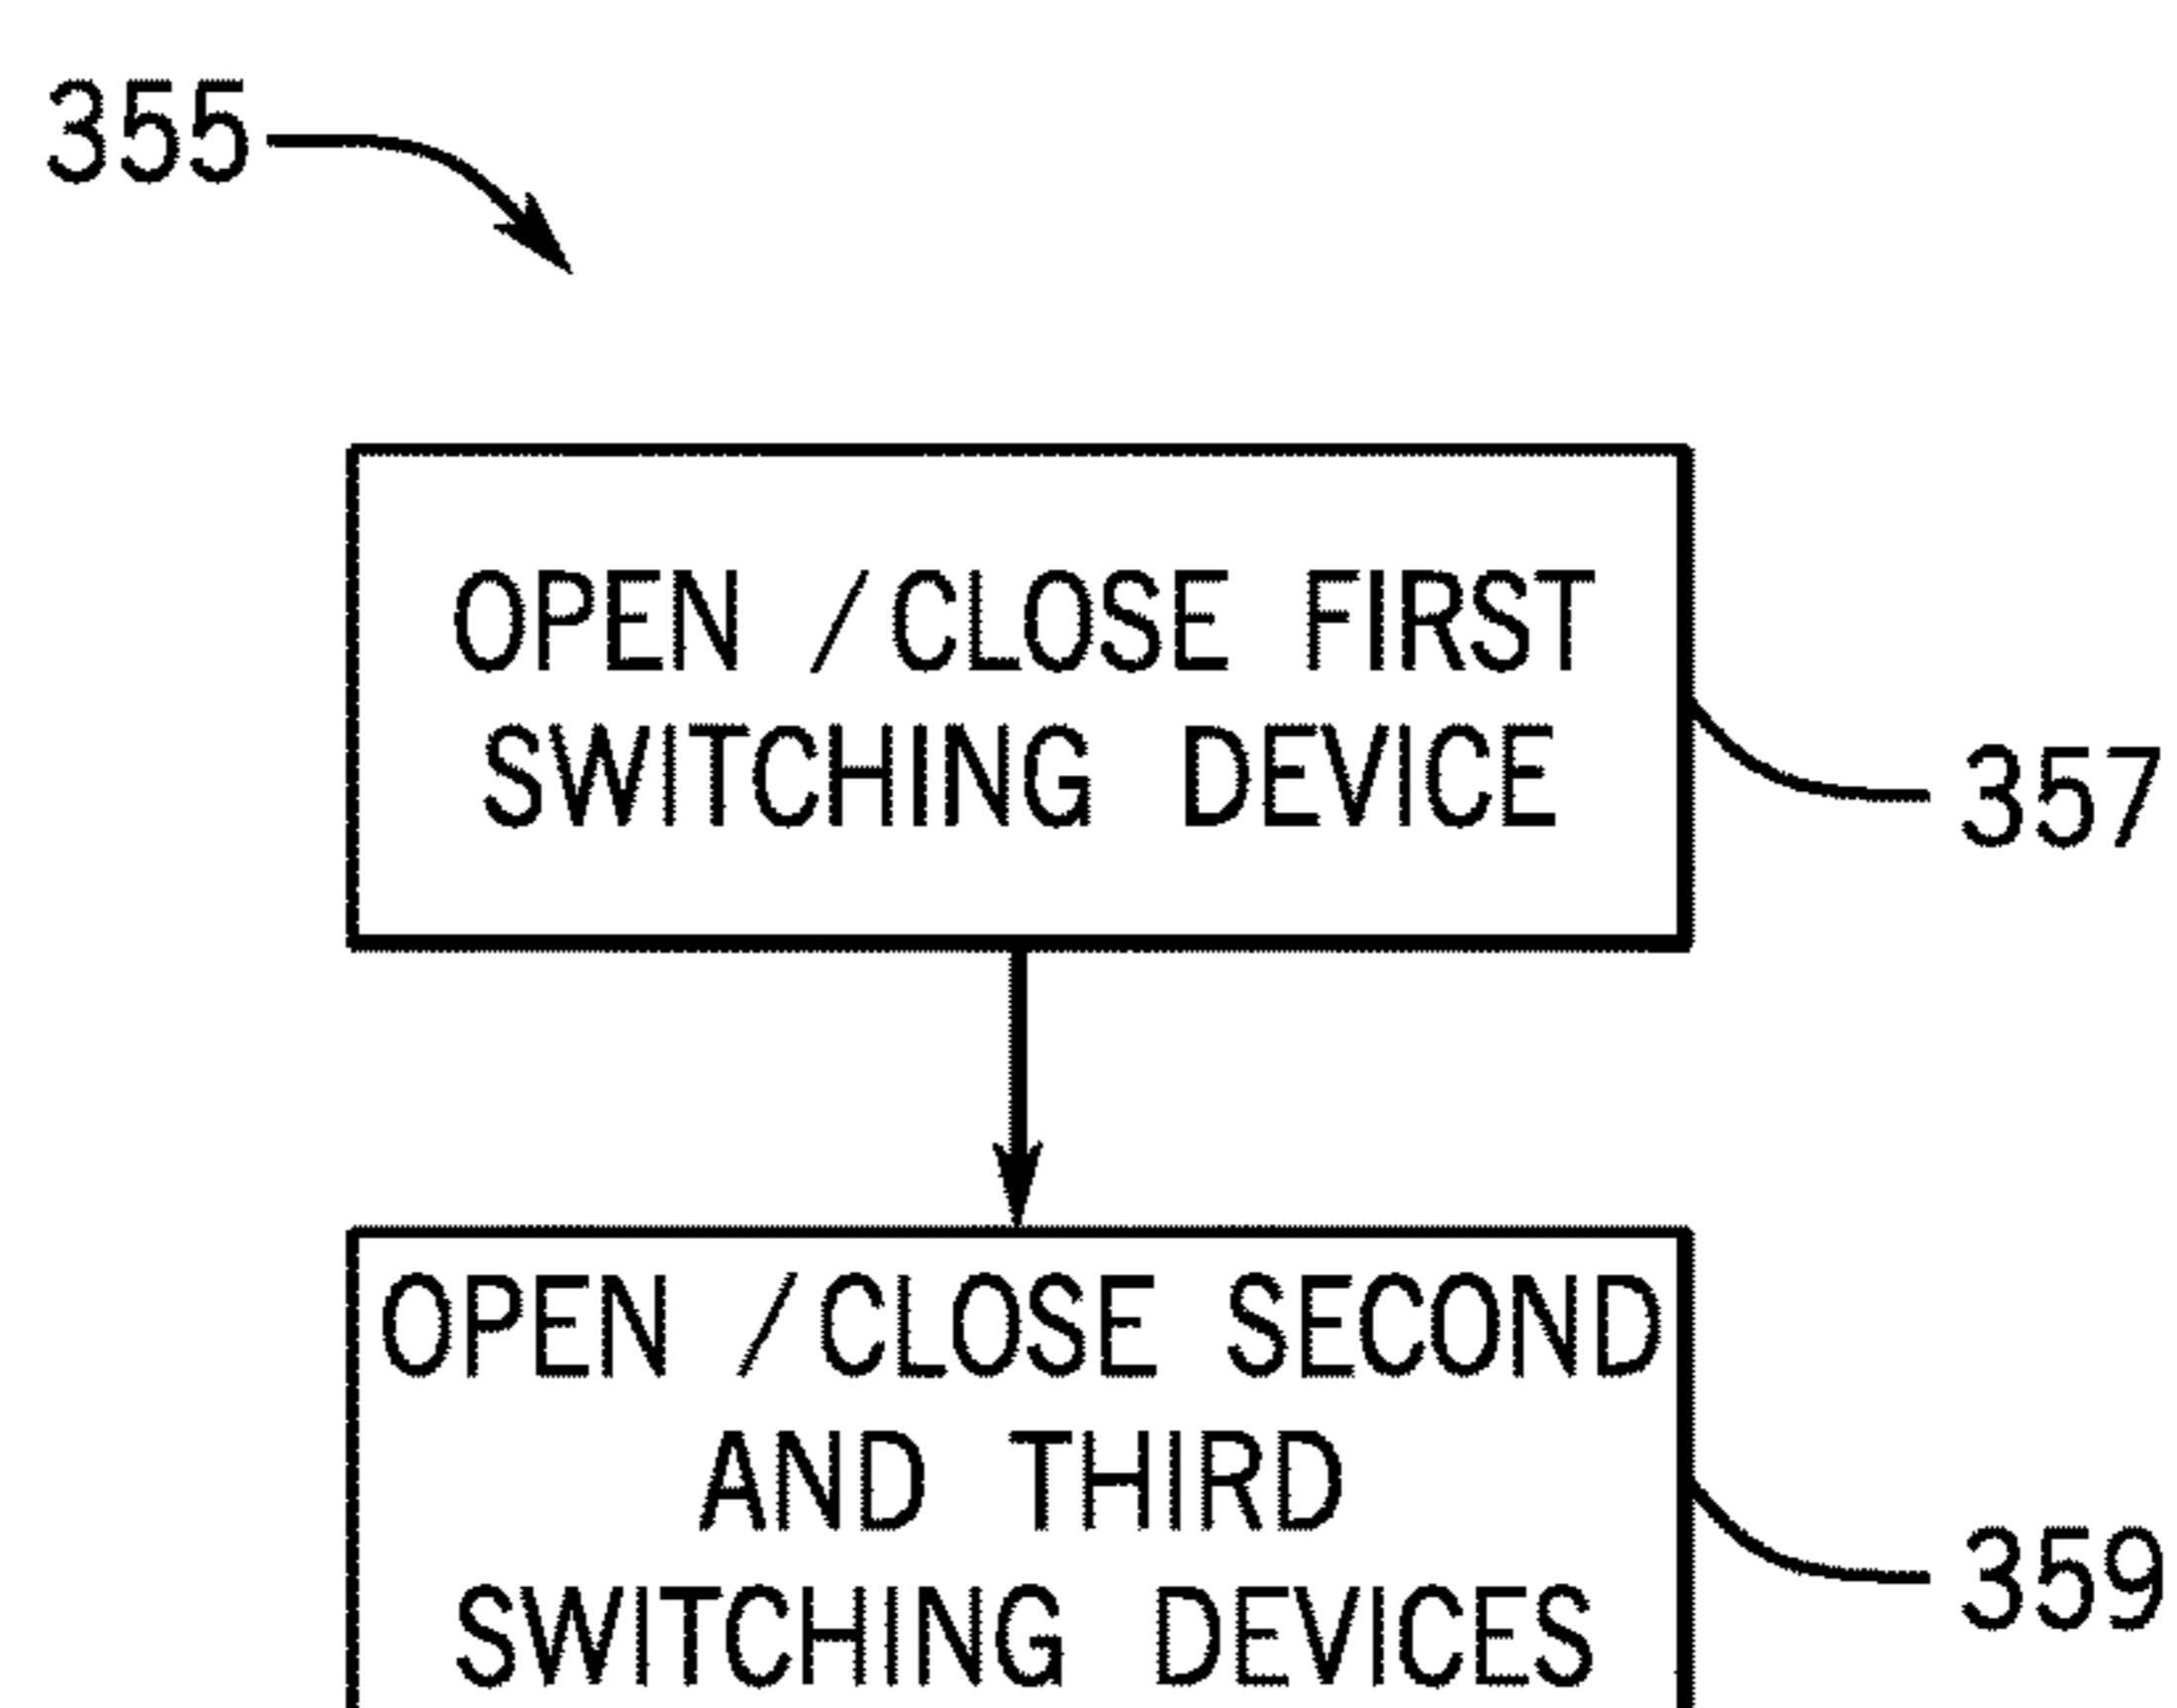 355
OPEN /CLOSE FIRST
SWITCHING DEVICE
357
OPEN /CLOSE SECOND
AND THIRD
SWITCHING DEVICES
359